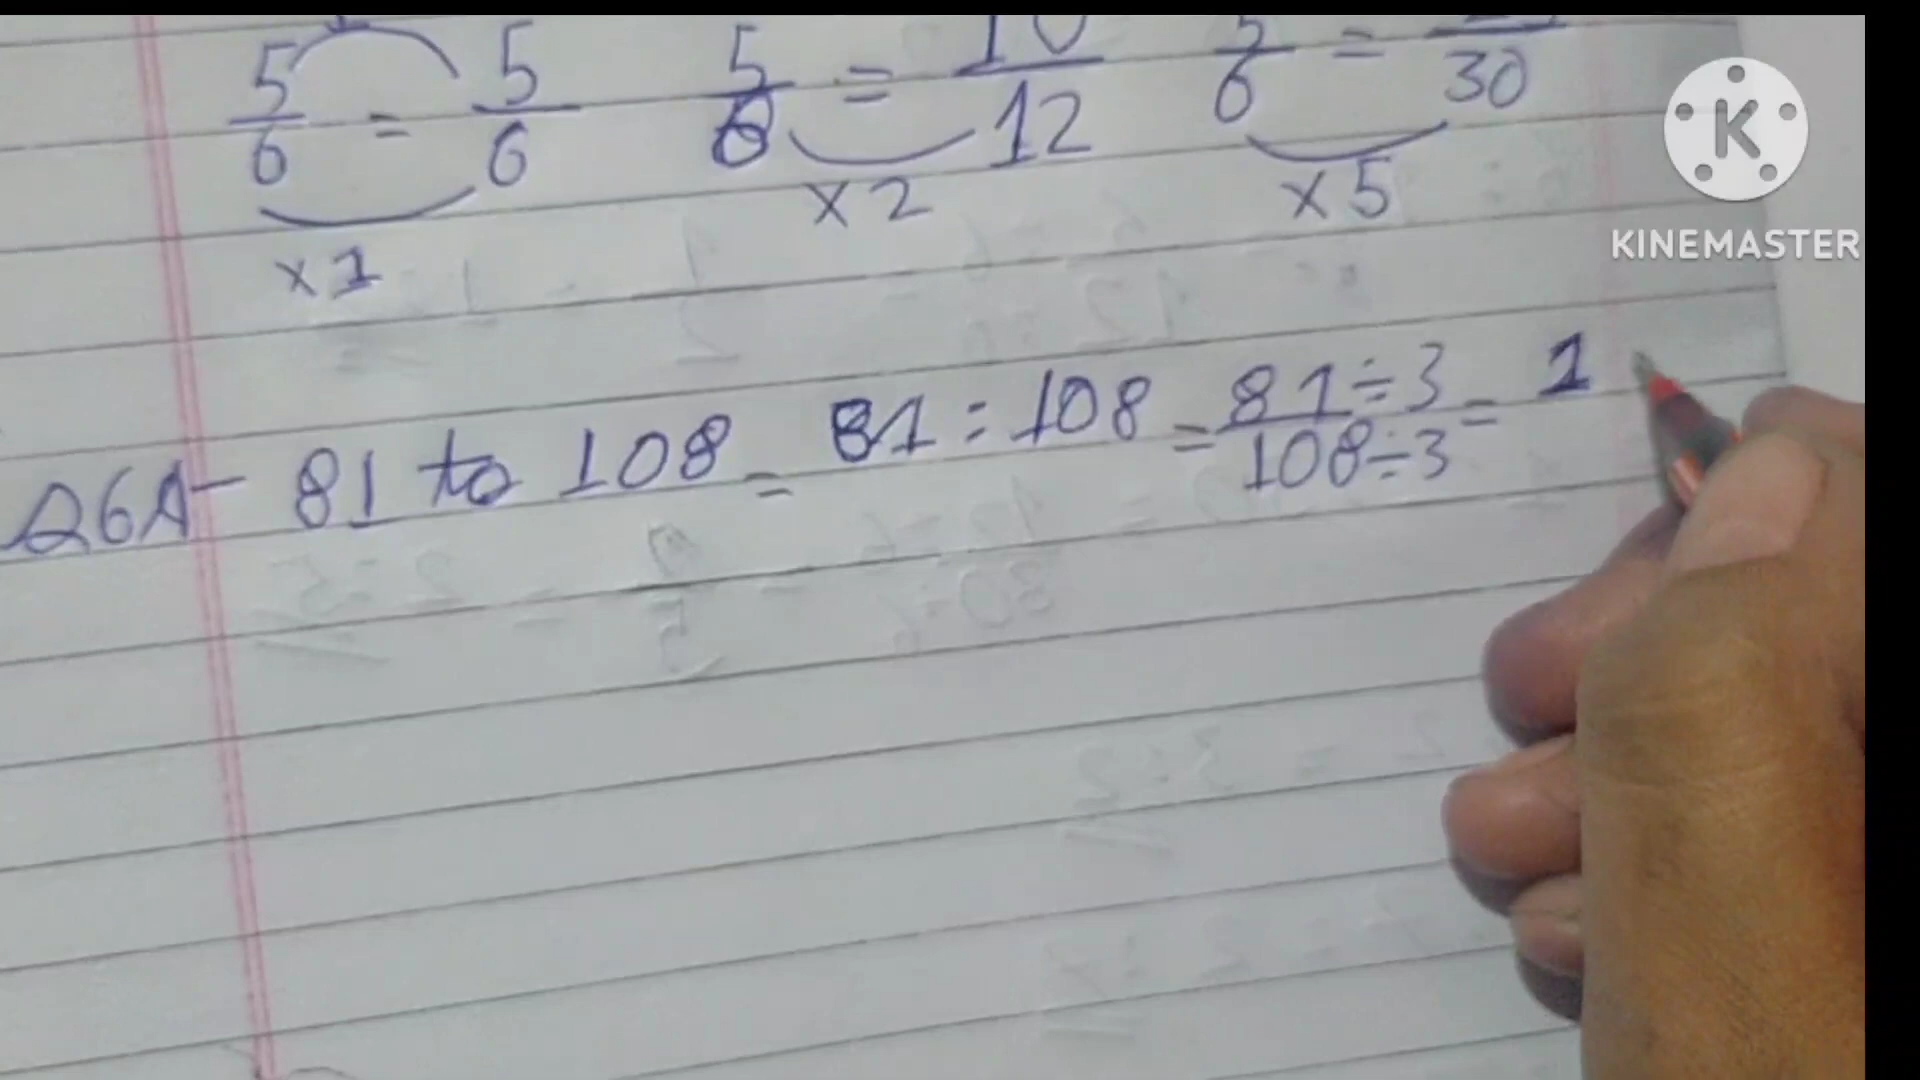 5/6 = 5/6 5/6 = 10/12 5/6 = /30
×1 ×2 ×5
KINEMASTER
26A- 81 to 108 = 81 : 108 = 81÷3/108÷3 = 1